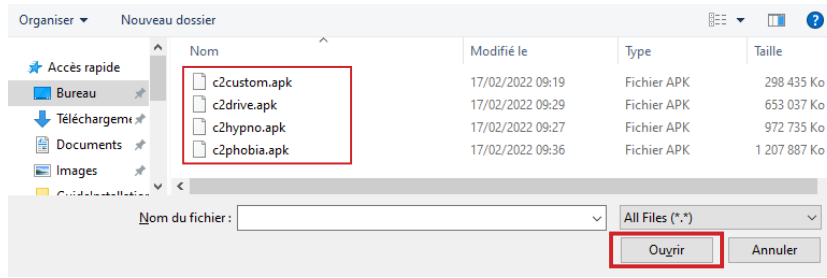 Organiser Nouveau dossier
Nom Modifié le Type Taille
Accès rapide
Bureau
Téléchargeme
Documents
Images
c2custom.apk 17/02/2022 09:19 Fichier APK 298 435 Ko
c2drive.apk 17/02/2022 09:29 Fichier APK 653 037 Ko
c2hypno.apk 17/02/2022 09:27 Fichier APK 972 735 Ko
c2phobia.apk 17/02/2022 09:36 Fichier APK 1 207 887 Ko
Nom du fichier : All Files (*.*)
Ouvrir Annuler